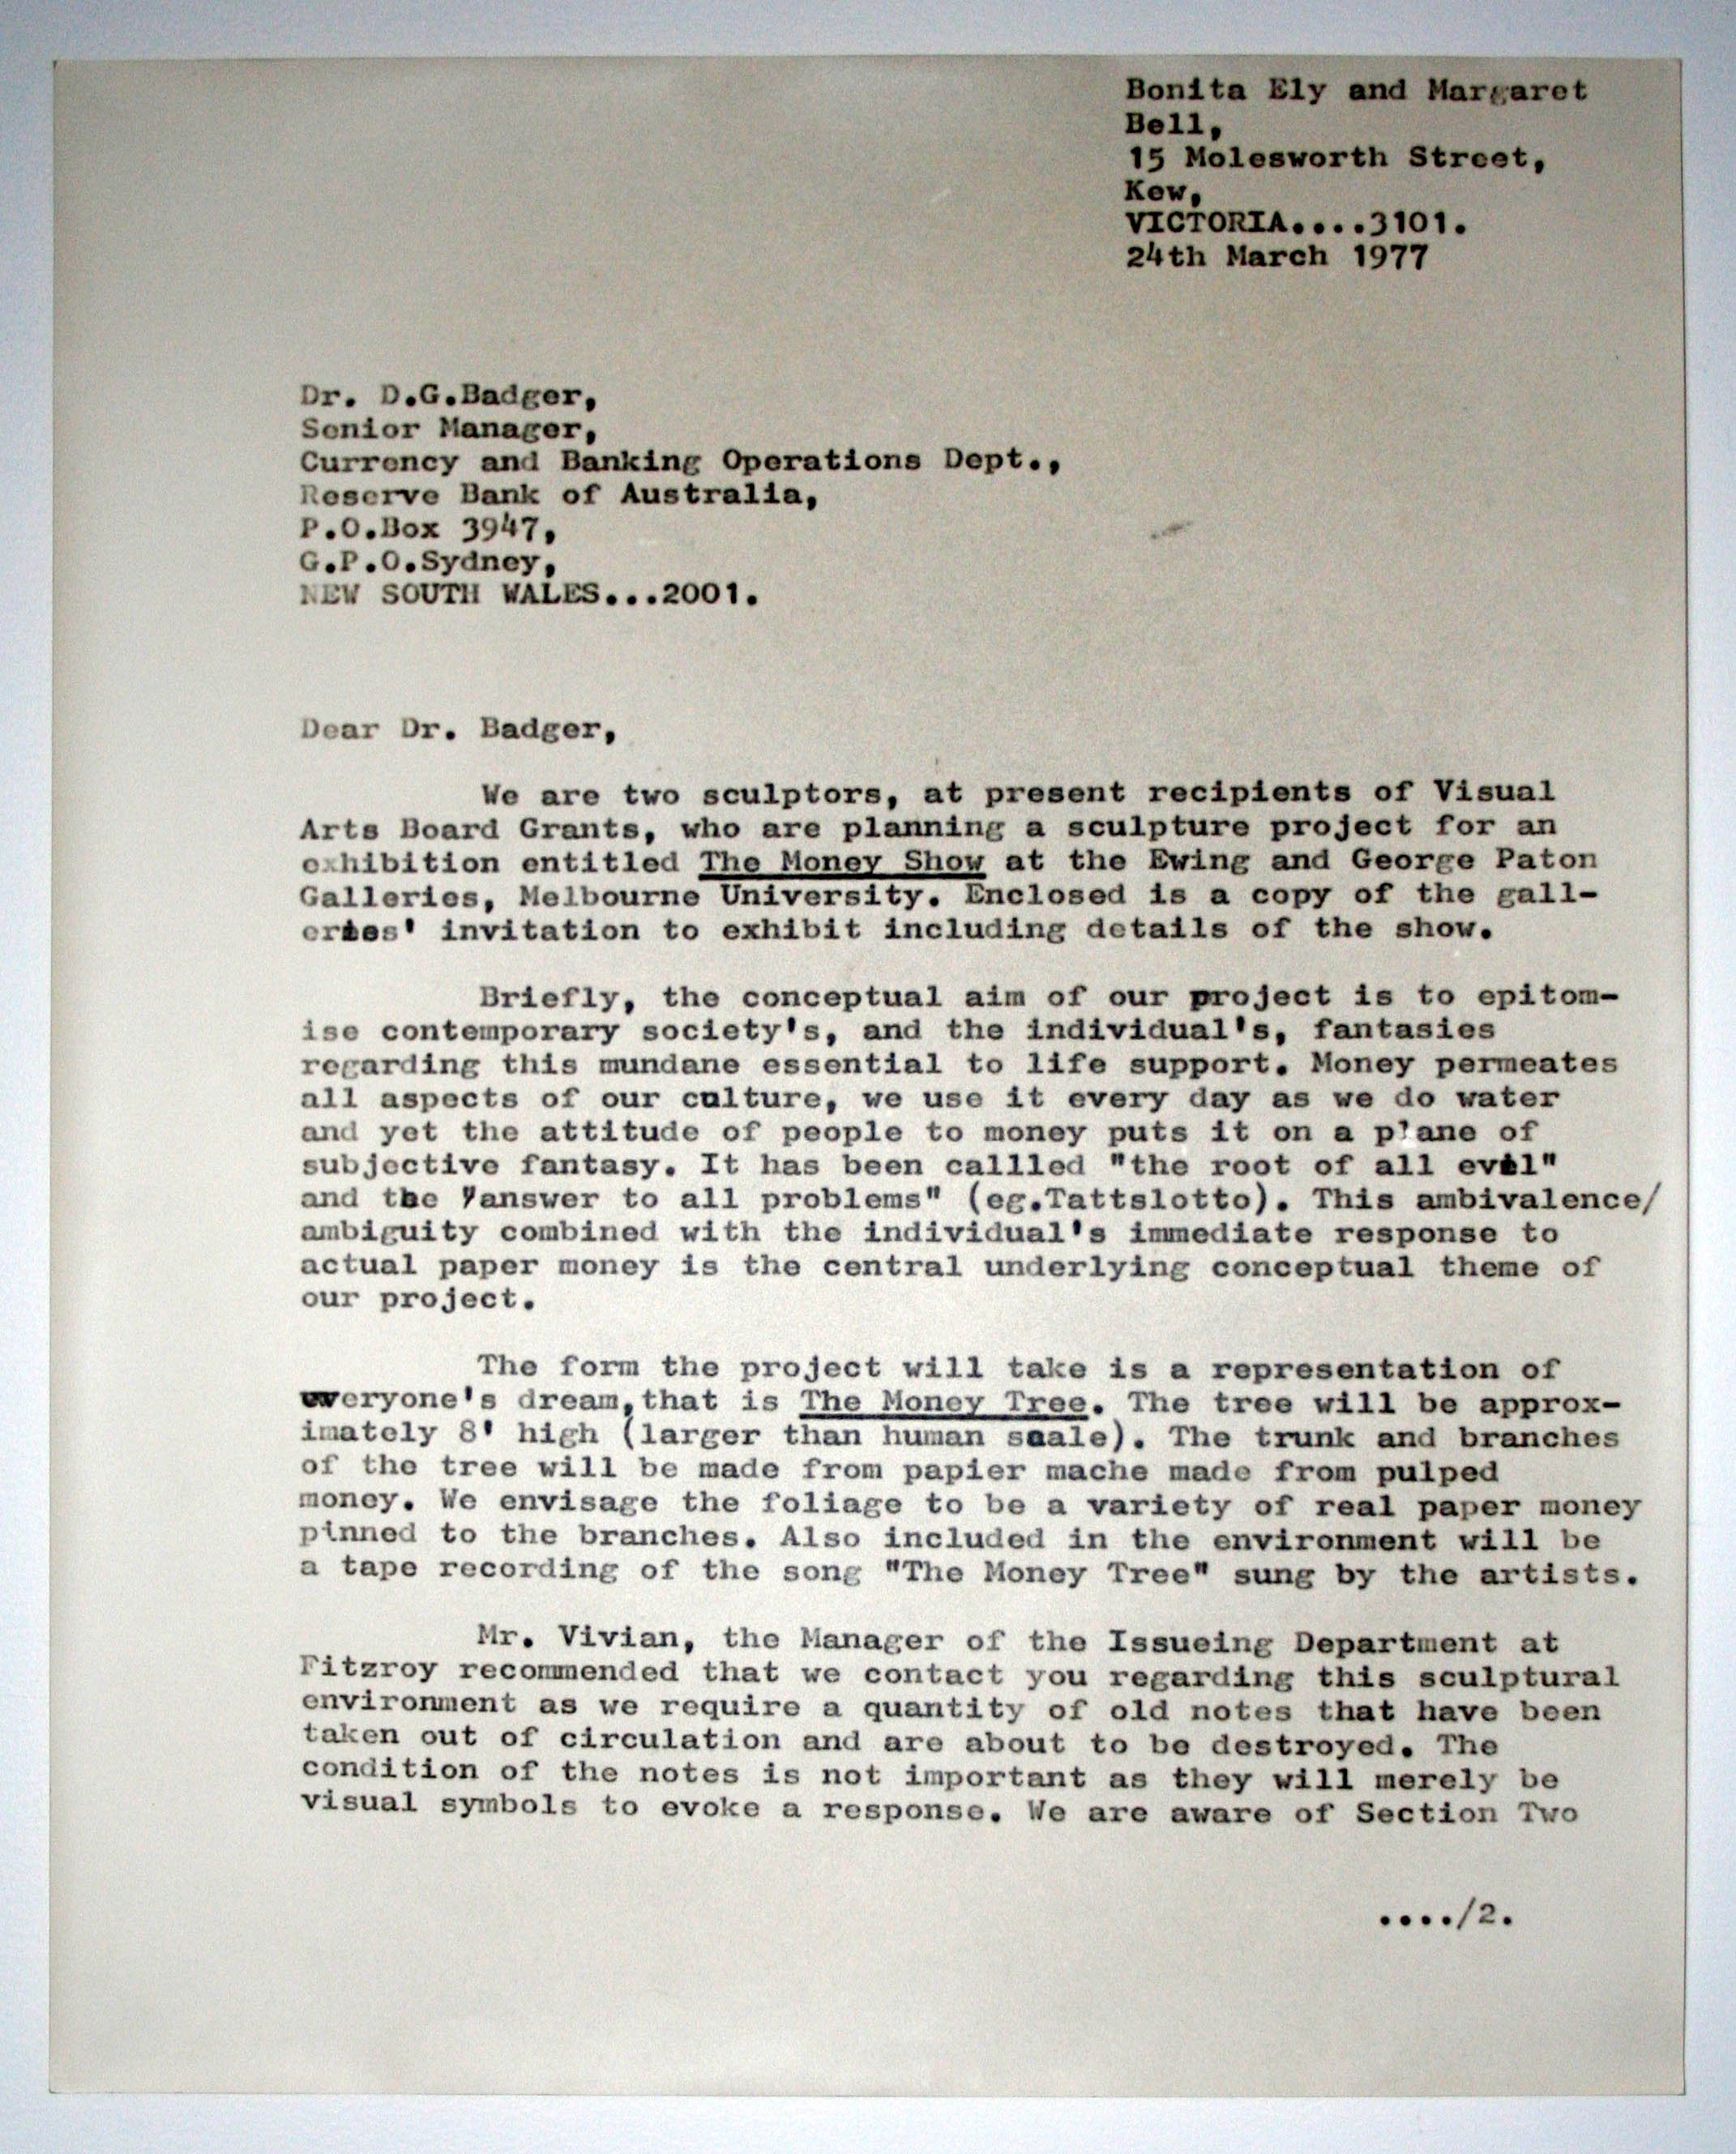 Bonita Ely and Margaret
Bell,
15 Molesworth Street,
Kew,
VICTORIA.....3101.
24th March 1977
Dr. D.G.Badger,
Senior Manager,
Currency and Banking Operations Dept.,
Reserve Bank of Australia,
P.O.Box 3947,
G.P.O.Sydney,
NEW SOUTH WALES...2001.
Dear Dr. Badger,
We are two sculptors, at present recipients of Visual
Arts Board Grants, who are planning a sculpture project for an
exhibition entitled The Money Show at the Ewing and George Paton
Galleries, Melbourne University. Enclosed is a copy of the gall-
eries' invitation to exhibit including details of the show.
Briefly, the conceptual aim of our project is to epitom-
ise contemporary society's, and the individual's, fantasies
regarding this mundane essential to life support. Money permeates
all aspects of our culture, we use it every day as we do water
and yet the attitude of people to money puts it on a plane of
subjective fantasy. It has been callled "the root of all evil"
and the "answer to all problems" (eg.Tattslotto). This ambivalence/
ambiguity combined with the individual's immediate response to
actual paper money is the central underlying conceptual theme of
our project.
The form the project will take is a representation of
everyone's dream,that is The Money Tree. The tree will be approx-
imately 8' high (larger than human saale). The trunk and branches
of the tree will be made from papier mache made from pulped
money. We envisage the foliage to be a variety of real paper money
pinned to the branches. Also included in the environment will be
a tape recording of the song "The Money Tree" sung by the artists.
Mr. Vivian, the Manager of the Issueing Department at
Fitzroy recommended that we contact you regarding this sculptural
environment as we require a quantity of old notes that have been
taken out of circulation and are about to be destroyed. The
condition of the notes is not important as they will merely be
visual symbols to evoke a response. We are aware of Section Two
..../2.